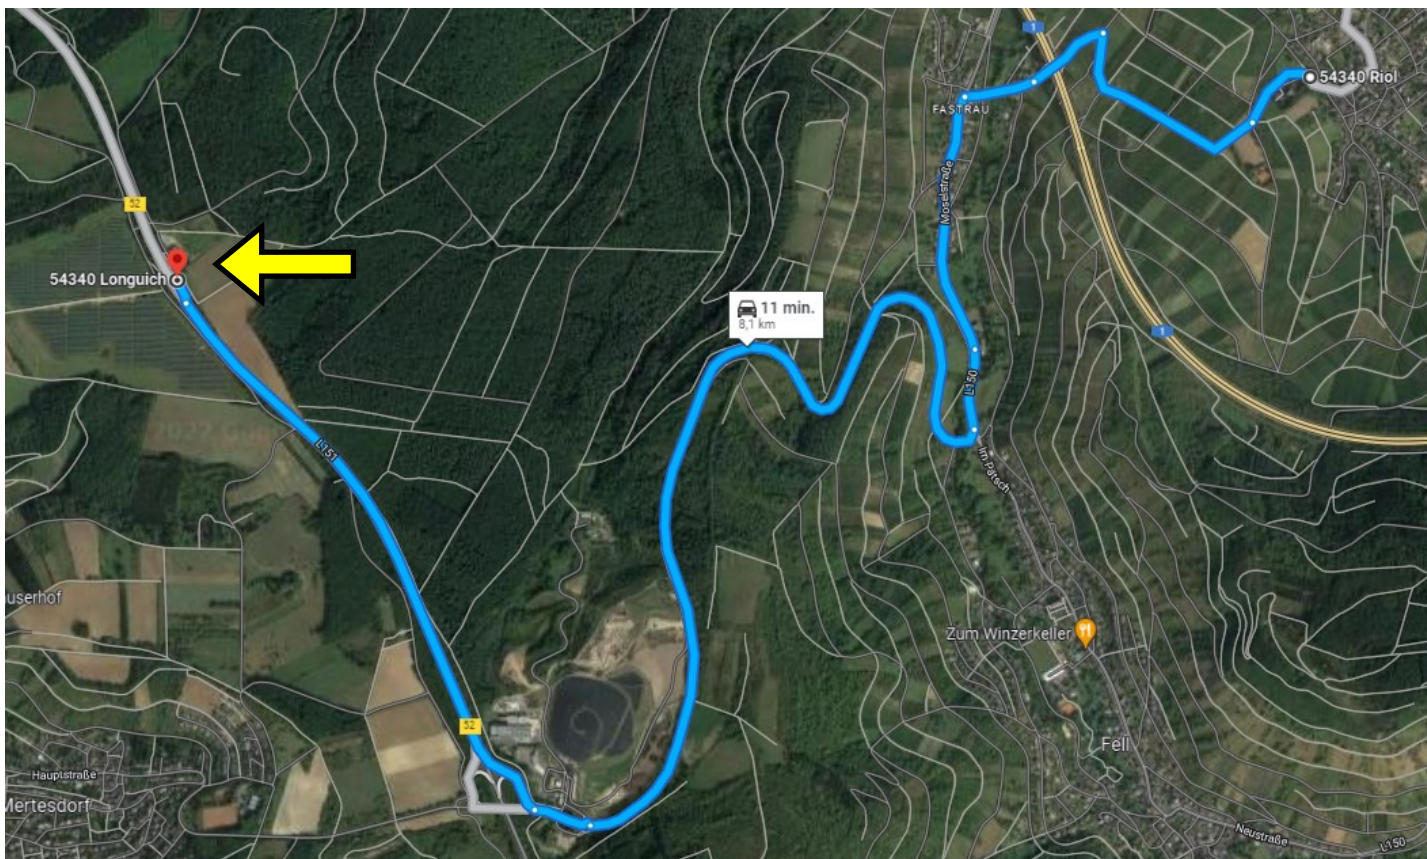 1
54340 Riol
FASTRAU
Moselstraße
52
54340 Longuich
11 min.
8,1 km
1
L150
L151
Im Patsch
userhof
Zum Winzerkeller
52
Fell
Hauptstraße
Mertesdorf
Neustraße
L150